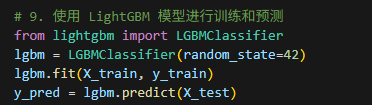 # 9. 使用 LightGBM 模型进行训练和预测
from lightgbm import LGBMClassifier
lgbm = LGBMClassifier(random_state=42)
lgbm.fit(X_train, y_train)
y_pred = lgbm.predict(X_test)